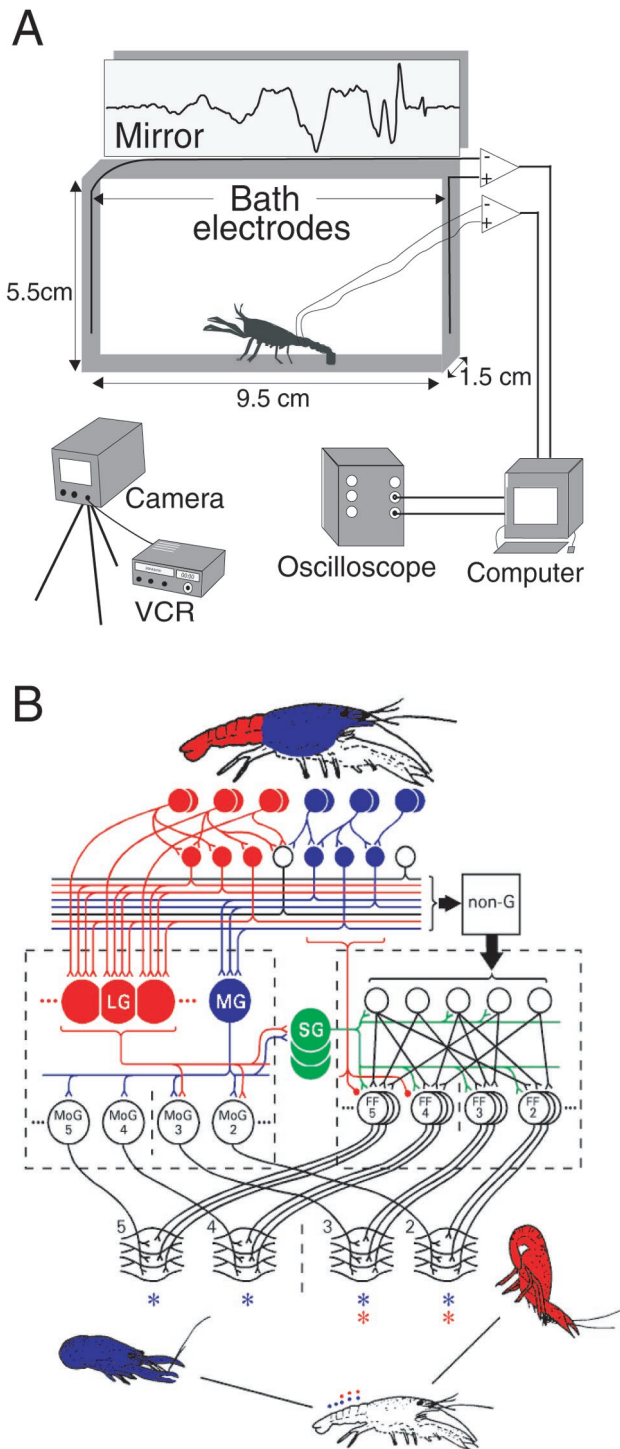 A
Mirror
Bath
electrodes
-
+
-
+
5.5cm
1.5 cm
9.5 cm
Camera
VCR
Oscilloscope
Computer
B
non-G
LG
MG
SG
MoG
5
MoG
4
MoG
3
MoG
2
FF
5
FF
4
FF
3
FF
2
5
4
3
2
* * * *
* *